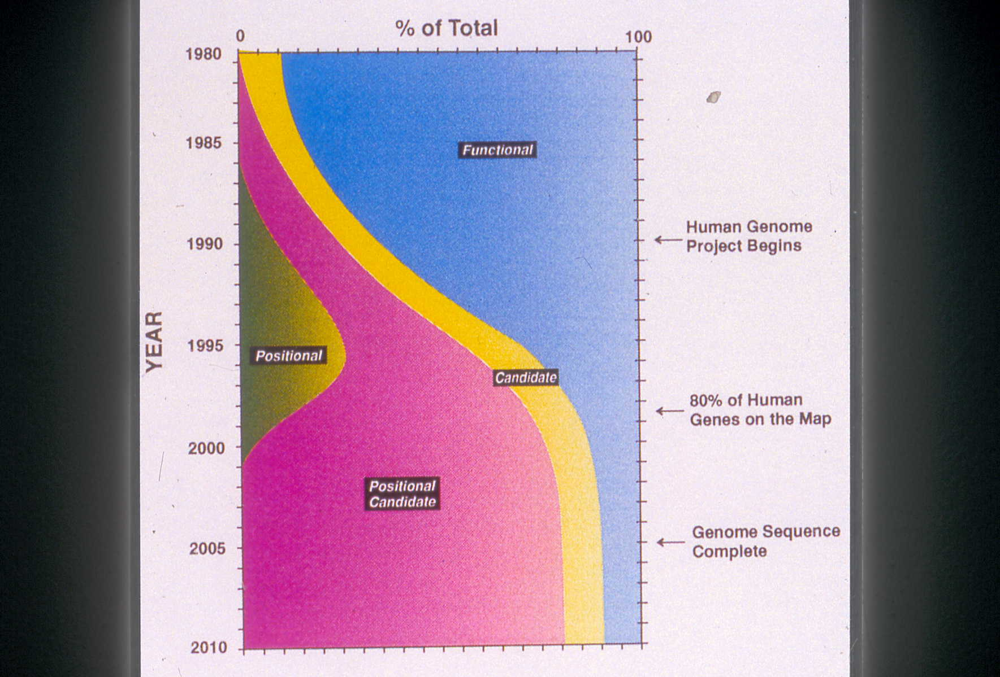 % of Total
0
100
1980
1985
1990
1995
2000
2005
2010
YEAR
Functional
Positional
Candidate
Positional
Candidate
Human Genome
Project Begins
80% of Human
Genes on the Map
Genome Sequence
Complete